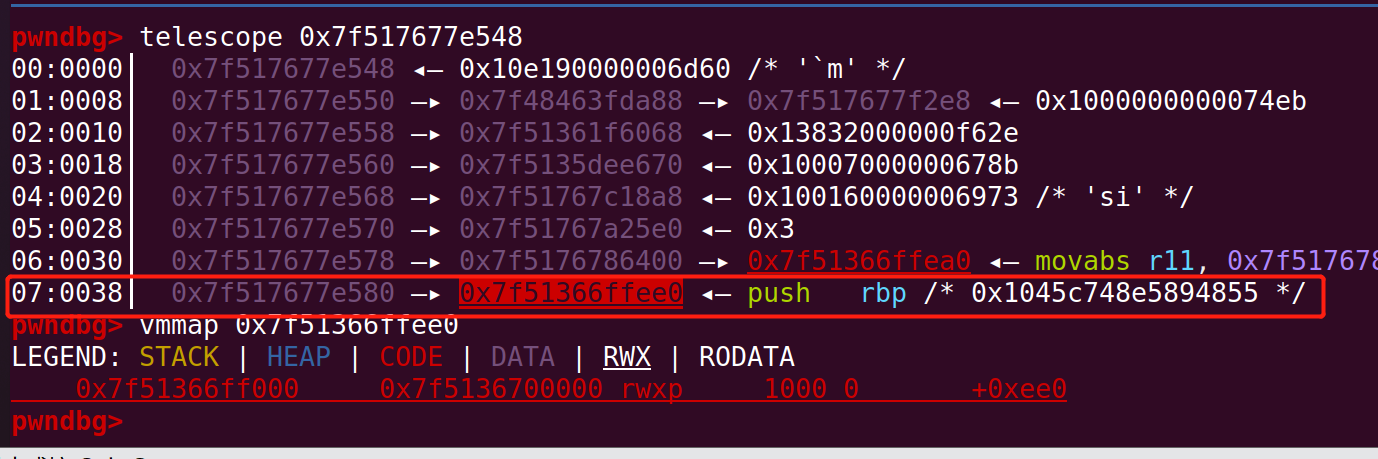 pwndbg> telescope 0x7f517677e548
00:0000│ 0x7f517677e548 ◂— 0x10e190000006d60 /* '`m' */
01:0008│ 0x7f517677e550 —▸ 0x7f48463fda88 —▸ 0x7f517677f2e8 ◂— 0x1000000000074eb
02:0010│ 0x7f517677e558 —▸ 0x7f51361f6068 ◂— 0x13832000000f62e
03:0018│ 0x7f517677e560 —▸ 0x7f5135dee670 ◂— 0x10007000000678b
04:0020│ 0x7f517677e568 —▸ 0x7f51767c18a8 ◂— 0x100160000006973 /* 'si' */
05:0028│ 0x7f517677e570 —▸ 0x7f51767a25e0 ◂— 0x3
06:0030│ 0x7f517677e578 —▸ 0x7f5176786400 —▸ 0x7f51366ffea0 ◂— movabs r11, 0x7f517678
07:0038│ 0x7f517677e580 —▸ 0x7f51366ffee0 ◂— push rbp /* 0x1045c748e5894855 */
pwndbg> vmmap 0x7f51366ffee0
LEGEND: STACK | HEAP | CODE | DATA | RWX | RODATA
0x7f51366ff000 0x7f5136700000 rwxp 1000 0 +0xee0
pwndbg>